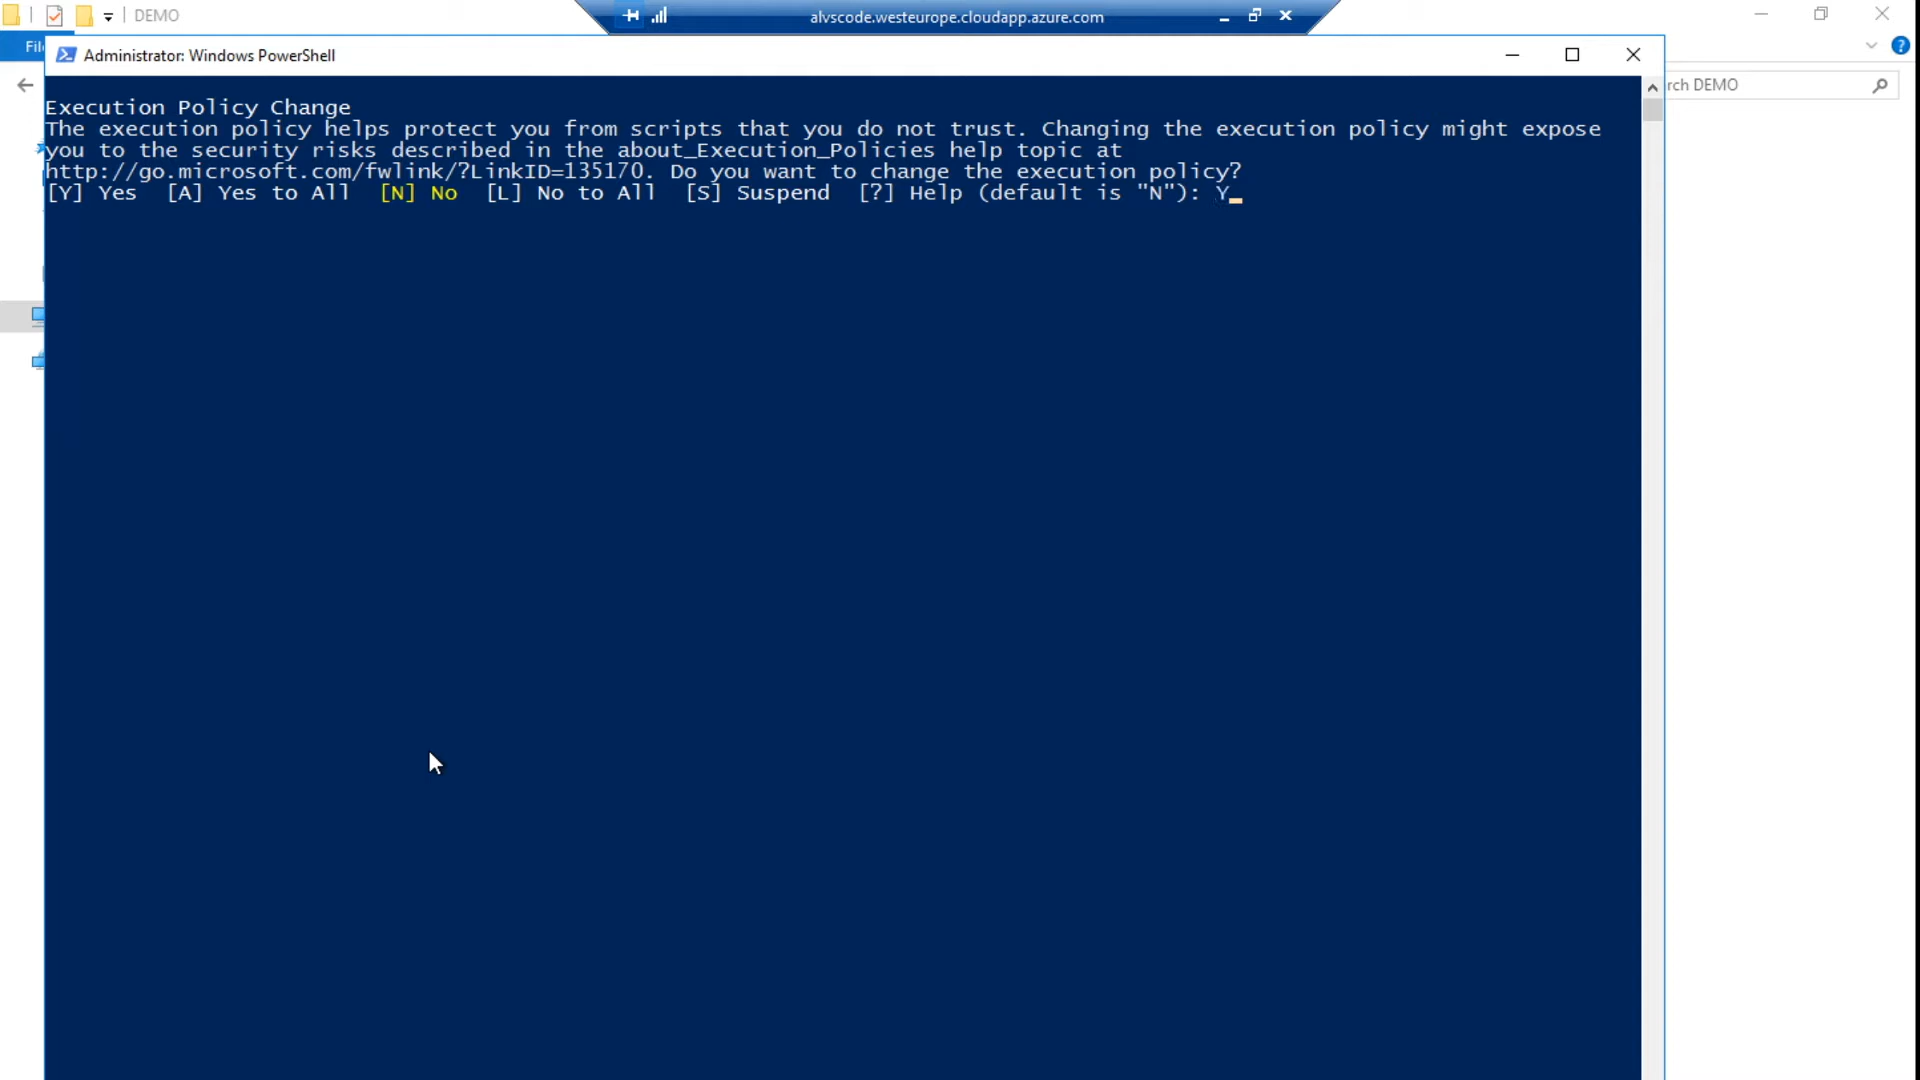 DEMO
alvscode.westeurope.cloudapp.azure.com
Fil
Administrator: Windows PowerShell
rch DEMO
Execution Policy Change
The execution policy helps protect you from scripts that you do not trust. Changing the execution policy might expose
you to the security risks described in the about_Execution_Policies help topic at
http://go.microsoft.com/fwlink/?LinkID=135170. Do you want to change the execution policy?
[Y] Yes  [A] Yes to All  [N] No  [L] No to All  [S] Suspend  [?] Help (default is "N"): Y